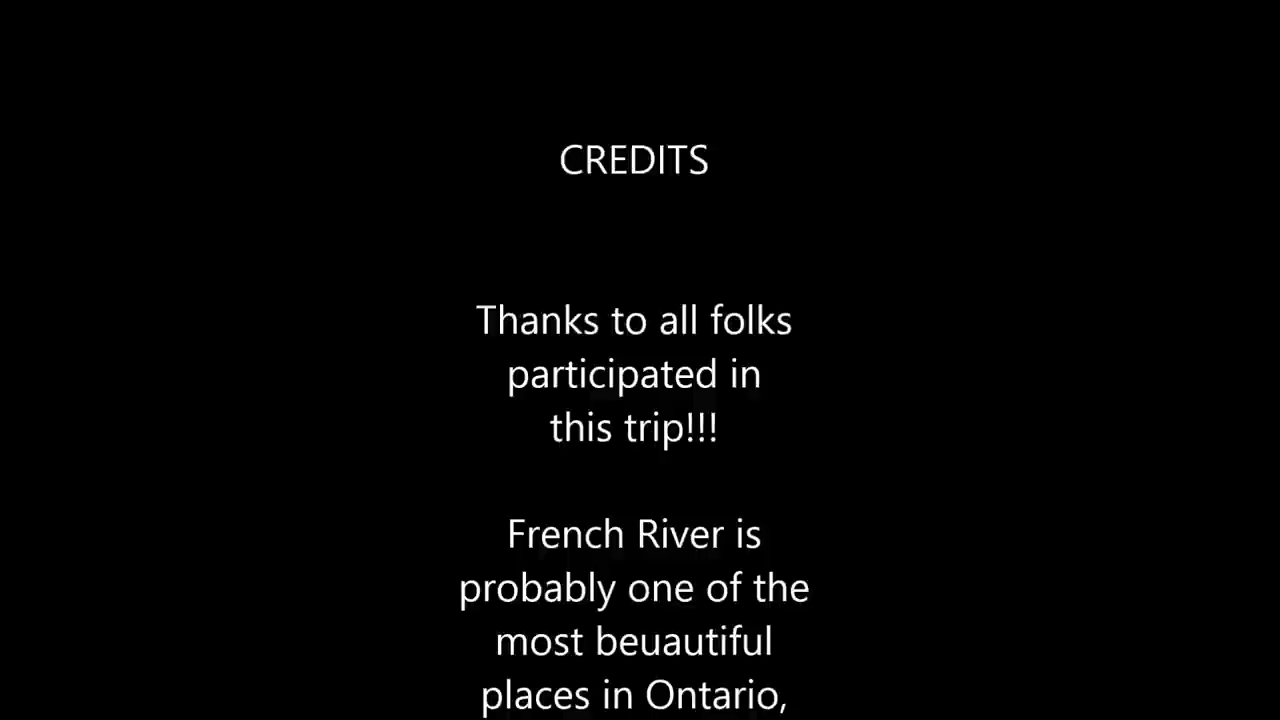 CREDITS
Thanks to all folks
participated in
this trip!!!
French River is
probably one of the
most beuautiful
places in Ontario,